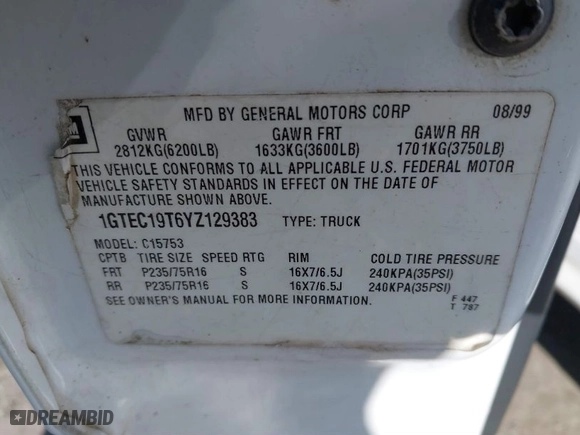 GM
MFD BY GENERAL MOTORS CORP 08/99
GVWR GAWR FRT GAWR RR
2812KG(6200LB) 1633KG(3600LB) 1701KG(3750LB)
THIS VEHICLE CONFORMS TO ALL APPLICABLE U.S. FEDERAL MOTOR
VEHICLE SAFETY STANDARDS IN EFFECT ON THE DATE OF
MANUFACTURE SHOWN ABOVE.
1GTEC19T6YZ129383 TYPE: TRUCK
MODEL: C15753
CPTB TIRE SIZE SPEED RTG RIM COLD TIRE PRESSURE
FRT P235/75R16 S 16X7/6.5J 240KPA(35PSI)
RR P235/75R16 S 16X7/6.5J 240KPA(35PSI)
SEE OWNER'S MANUAL FOR MORE INFORMATION. F 447
T 787
DREAMBID